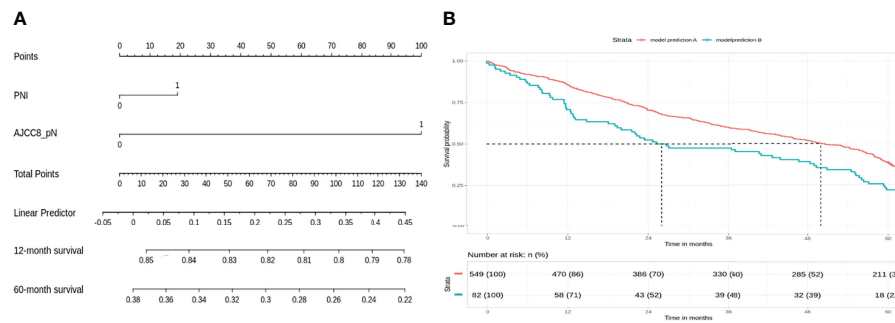 A
0 10 20 30 40 50 60 70 80 90 100
Points
1
PNI
0
1
AJCC8_pN
0
Total Points
0 10 20 30 40 50 60 70 80 90 100 110 120 130 140
Linear Predictor
-0.05 0 0.05 0.1 0.15 0.2 0.25 0.3 0.35 0.4 0.45
12-month survival
0.85 0.84 0.83 0.82 0.81 0.8 0.79 0.78
60-month survival
0.38 0.36 0.34 0.32 0.3 0.28 0.26 0.24 0.22
B
Strata model prediction A modelprediction B
1.00
0.75
0.50
0.25
0.00
Survival probability
0 12 24 36 48 60
Time in months
Number at risk: n (%)
Strata
549 (100) 470 (86) 386 (70) 330 (60) 285 (52) 211 (3
82 (100) 58 (71) 43 (52) 39 (48) 32 (39) 18 (2
0 12 24 36 48 60
Time in months